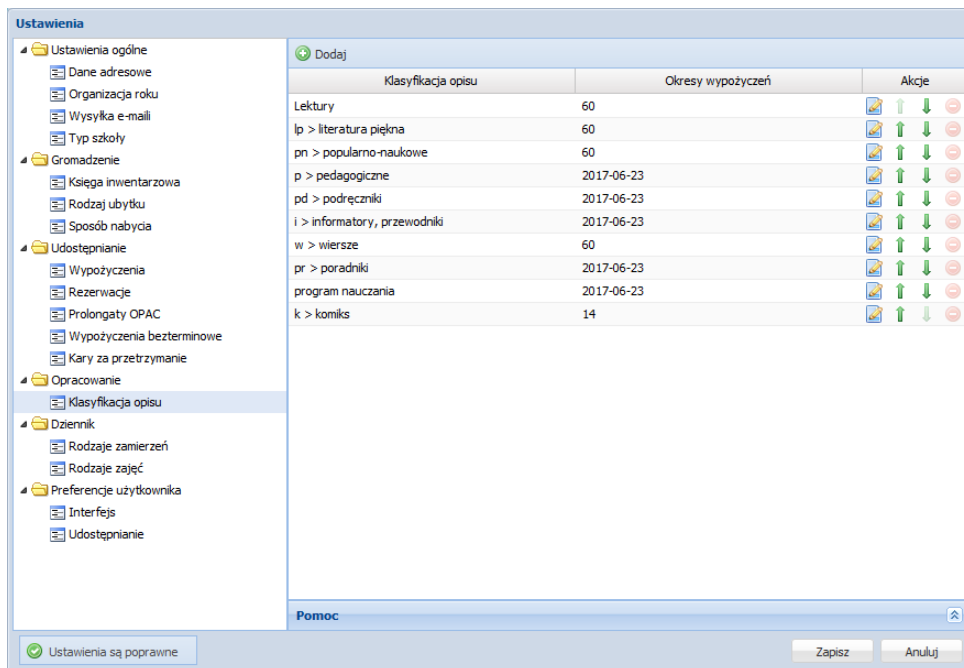 Ustawienia
Ustawienia ogólne
Dane adresowe
Organizacja roku
Wysyłka e-maili
Typ szkoły
Gromadzenie
Księga inwentarzowa
Rodzaj ubytku
Sposób nabycia
Udostępnianie
Wypożyczenia
Rezerwacje
Prolongaty OPAC
Wypożyczenia bezterminowe
Kary za przetrzymanie
Opracowanie
Klasyfikacja opisu
Dziennik
Rodzaje zamierzeń
Rodzaje zajęć
Preferencje użytkownika
Interfejs
Udostępnianie
Dodaj
Klasyfikacja opisu Okresy wypożyczeń Akcje
Lektury 60
lp > literatura piękna 60
pn > popularno-naukowe 60
p > pedagogiczne 2017-06-23
pd > podręczniki 2017-06-23
i > informatory, przewodniki 2017-06-23
w > wiersze 60
pr > poradniki 2017-06-23
program nauczania 2017-06-23
k > komiks 14
Pomoc
Ustawienia są poprawne
Zapisz Anuluj